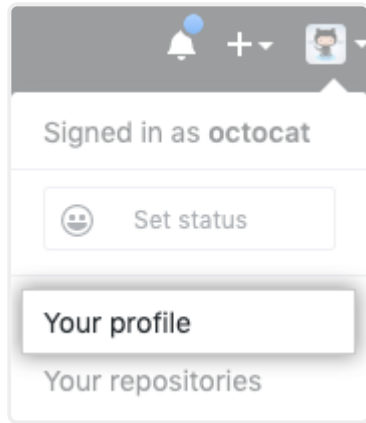 Signed in as octocat
Set status
Your profile
Your repositories